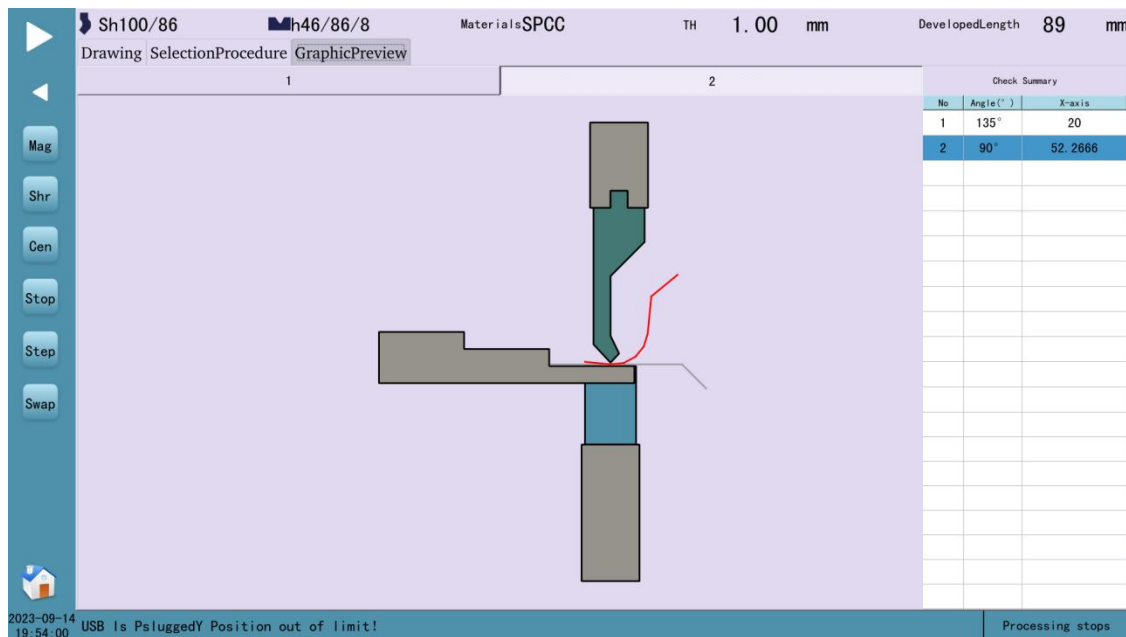 Sh100/86 h46/86/8 MaterialsSPCC TH 1.00 mm DevelopedLength 89 mm
Drawing SelectionProcedure GraphicPreview
1 2 Check Summary
No Angle(°) X-axis
1 135° 20
2 90° 52.2666
Mag
Shr
Cen
Stop
Step
Swap
2023-09-14
19:54:00
USB Is PsluggedY Position out of limit! Processing stops